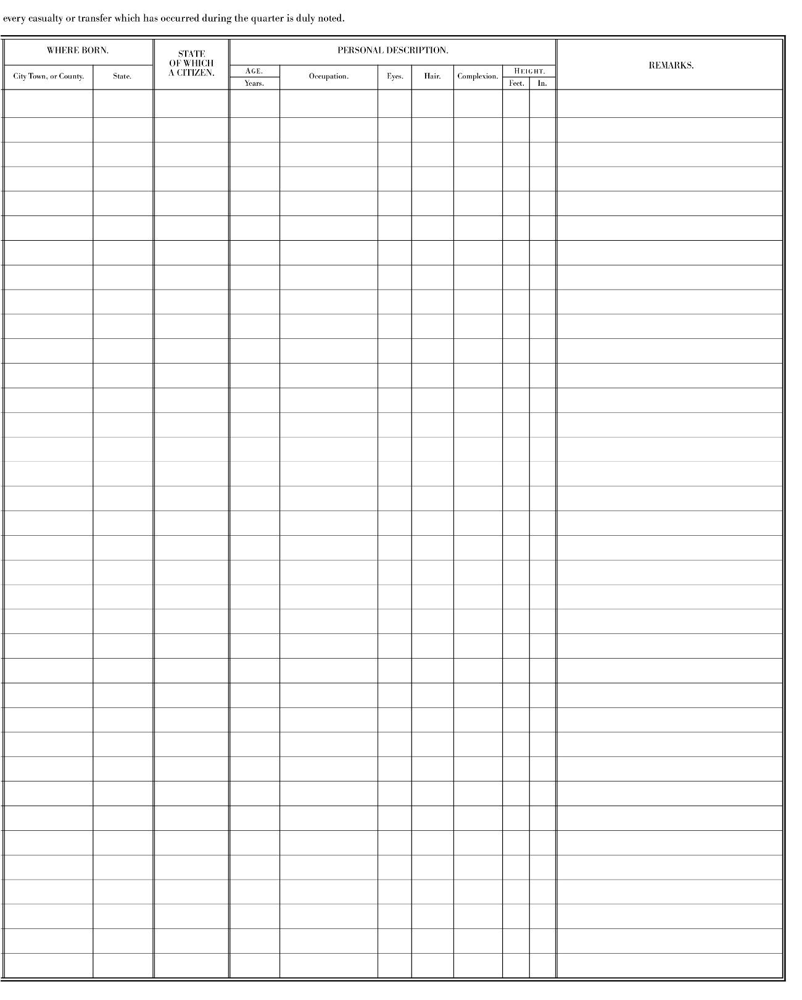 every casualty or transfer which has occurred during the quarter is duly noted.
WHERE BORN.
STATE
OF WHICH
A CITIZEN.
PERSONAL DESCRIPTION.
REMARKS.
City Town, or County.
State.
AGE.
Years.
Occupation.
Eyes.
Hair.
Complexion.
HEIGHT.
Feet.
In.